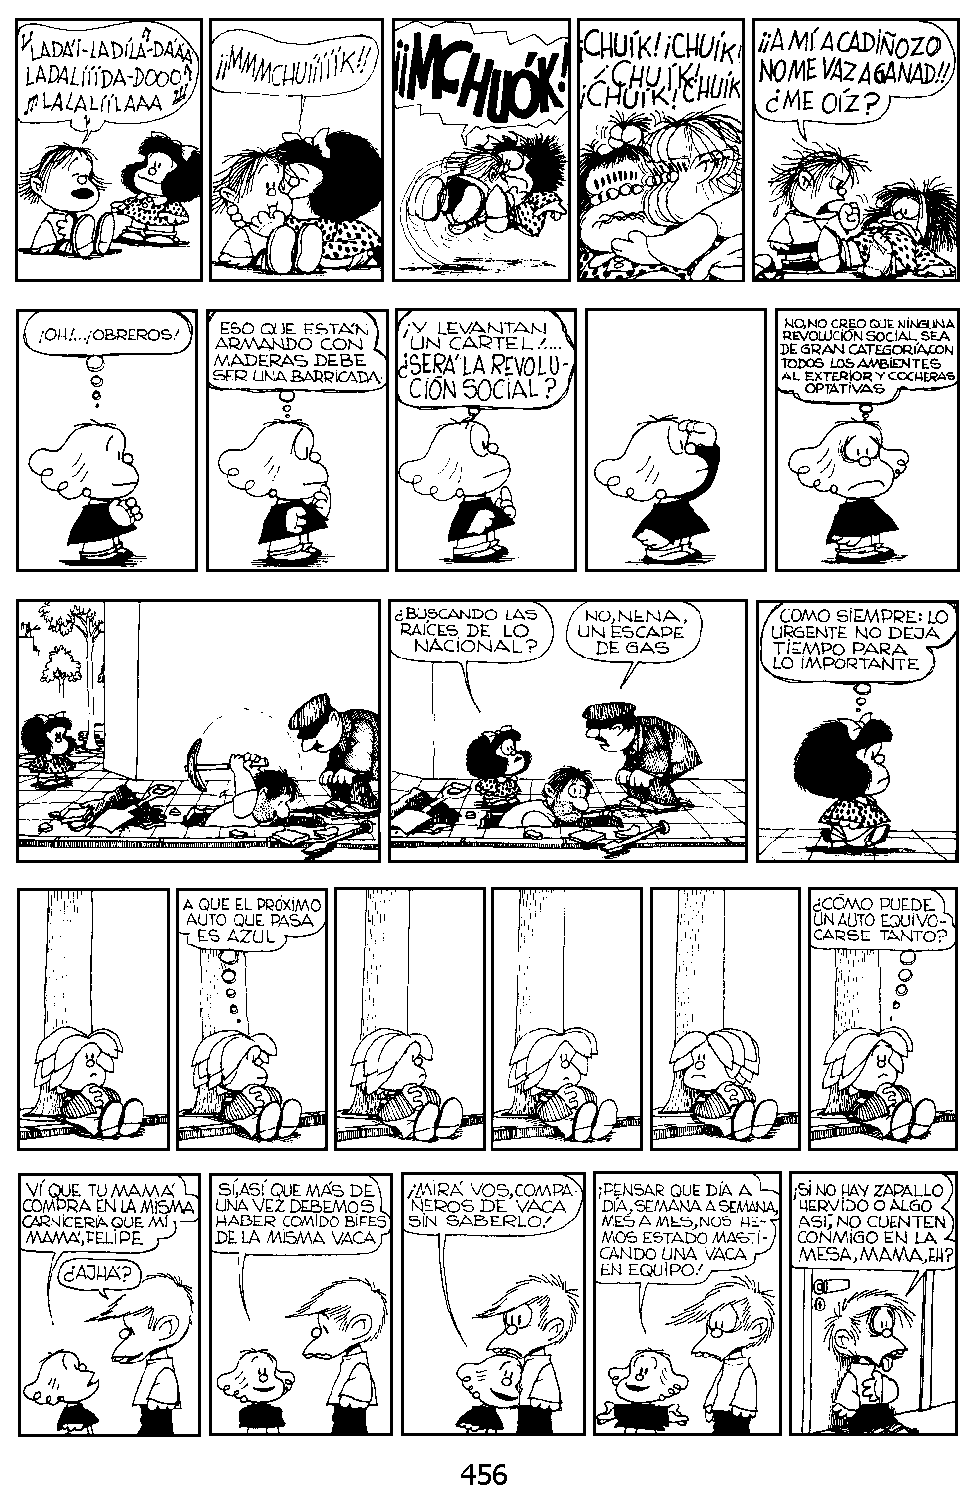 ¡LADAÍ-LADÍLA-DAÁA
LADALÍÍÍDA-DOOO
LALALÍÍLAAA
¡¡MMMCHUÍÍÍÍK!!
¡¡MCHUÓK!
CHUÍK! ¡CHUÍK!
¡CHUÍK!
¡CHUÍK! ¡CHUÍK
¡¡A MÍ ACADIÑOZO
NO ME VAZ A GANAD!!
¿ME OÍZ?
¡OH!...¡OBREROS!
ESO QUE ESTÁN
ARMANDO CON
MADERAS DEBE
SER UNA BARRICADA
¡Y LEVANTAN
UN CARTEL!...
¿SERÁ LA REVOLU-
CIÓN SOCIAL?
NO, NO CREO QUE NINGUNA
REVOLUCIÓN SOCIAL, SEA
DE GRAN CATEGORÍA, CON
TODOS LOS AMBIENTES
AL EXTERIOR Y COCHERAS
OPTATIVAS
¿BUSCANDO LAS
RAÍCES DE LO
NACIONAL?
NO, NENA,
UN ESCAPE
DE GAS
COMO SIEMPRE: LO
URGENTE NO DEJA
TIEMPO PARA
LO IMPORTANTE
A QUE EL PRÓXIMO
AUTO QUE PASA
ES AZUL
¿CÓMO PUEDE
UN AUTO EQUIVO-
CARSE TANTO?
VÍ QUE TU MAMÁ
COMPRA EN LA MISMA
CARNICERÍA QUE MI
MAMÁ, FELIPE
¿AJHÁ?
SÍ, ASÍ QUE MÁS DE
UNA VEZ DEBEMOS
HABER COMIDO BIFES
DE LA MISMA VACA
¡MIRÁ VOS, COMPA-
ÑEROS DE VACA
SIN SABERLO!
¡PENSAR QUE DÍA A
DÍA, SEMANA A SEMANA,
MES A MES, NOS HE-
MOS ESTADO MASTI-
CANDO UNA VACA
EN EQUIPO!
¡SI NO HAY ZAPALLO
HERVIDO O ALGO
ASÍ, NO CUENTEN
CONMIGO EN LA
MESA, MAMÁ, EH?
456